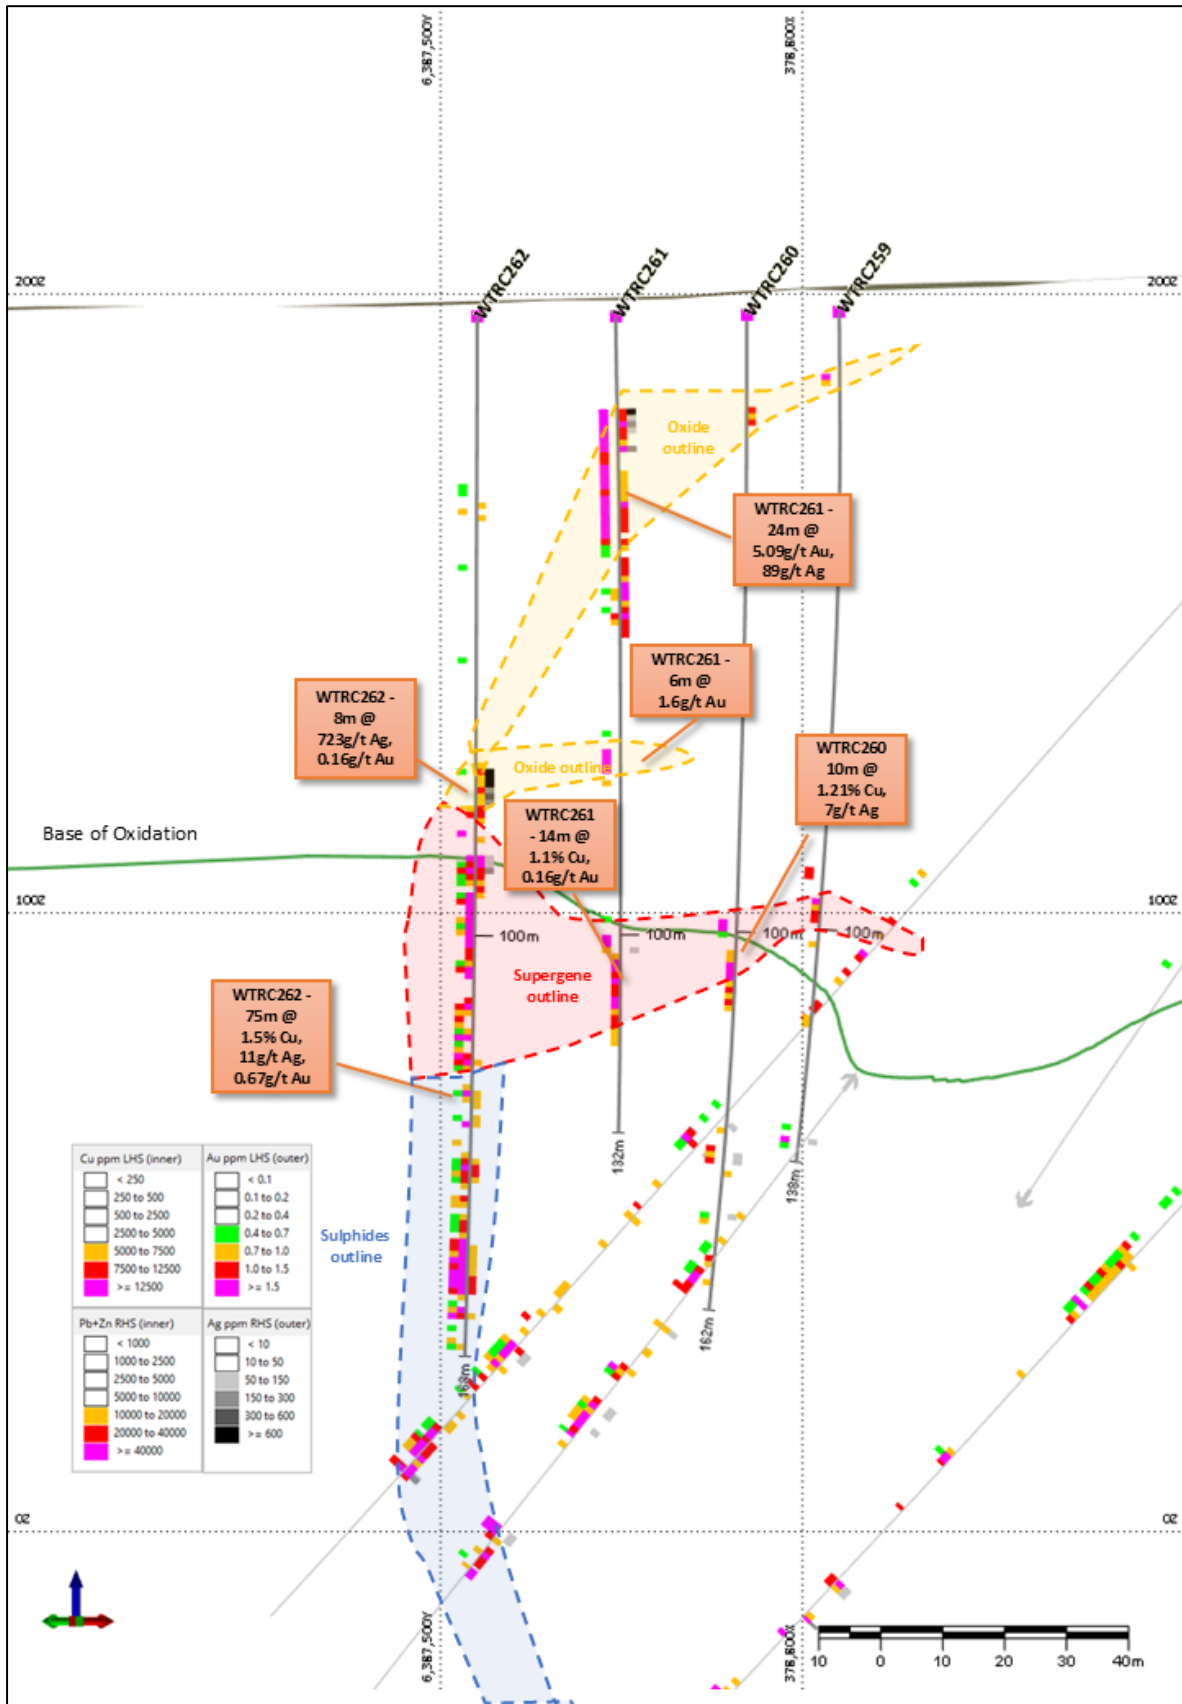 6,387,500Y
378,800X
WTRC262
WTRC261
WTRC260
WTRC259
200Z
200Z
Oxide
outline
WTRC261 -
24m @
5.09g/t Au,
89g/t Ag
WTRC261 -
6m @
1.6g/t Au
WTRC262 -
8m @
723g/t Ag,
0.16g/t Au
WTRC260
10m @
1.21% Cu,
7g/t Ag
Oxide outline
WTRC261
- 14m @
1.1% Cu,
0.16g/t Au
Base of Oxidation
100Z
100Z
100m
100m
100m
100m
Supergene
outline
WTRC262 -
75m @
1.5% Cu,
11g/t Ag,
0.67g/t Au
132m
138m
162m
168m
Sulphides
outline
Cu ppm LHS (inner)
< 250
250 to 500
500 to 2500
2500 to 5000
5000 to 7500
7500 to 12500
>= 12500
Au ppm LHS (outer)
< 0.1
0.1 to 0.2
0.2 to 0.4
0.4 to 0.7
0.7 to 1.0
1.0 to 1.5
>= 1.5
Pb+Zn RHS (inner)
< 1000
1000 to 2500
2500 to 5000
5000 to 10000
10000 to 20000
20000 to 40000
>= 40000
Ag ppm RHS (outer)
< 10
10 to 50
50 to 150
150 to 300
300 to 600
>= 600
0Z
0Z
6,387,500Y
378,800X
10 0 10 20 30 40m